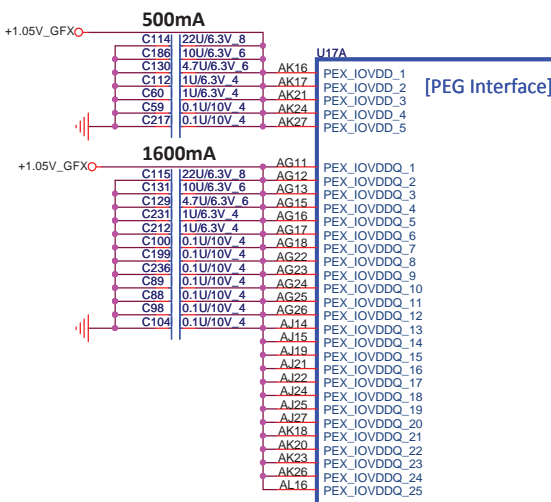 500mA
+1.05V_GFX
C114 22U/6.3V_8
C186 10U/6.3V_6
C130 4.7U/6.3V_6
C112 1U/6.3V_4
C60 1U/6.3V_4
C59 0.1U/10V_4
C217 0.1U/10V_4
U17A
[PEG Interface]
AK16 PEX_IOVDD_1
AK17 PEX_IOVDD_2
AK21 PEX_IOVDD_3
AK24 PEX_IOVDD_4
AK27 PEX_IOVDD_5
1600mA
+1.05V_GFX
C115 22U/6.3V_8
C131 10U/6.3V_6
C129 4.7U/6.3V_6
C231 1U/6.3V_4
C212 1U/6.3V_4
C100 0.1U/10V_4
C199 0.1U/10V_4
C236 0.1U/10V_4
C89 0.1U/10V_4
C88 0.1U/10V_4
C98 0.1U/10V_4
C104 0.1U/10V_4
AG11 PEX_IOVDDQ_1
AG12 PEX_IOVDDQ_2
AG13 PEX_IOVDDQ_3
AG15 PEX_IOVDDQ_4
AG16 PEX_IOVDDQ_5
AG17 PEX_IOVDDQ_6
AG18 PEX_IOVDDQ_7
AG22 PEX_IOVDDQ_8
AG23 PEX_IOVDDQ_9
AG24 PEX_IOVDDQ_10
AG25 PEX_IOVDDQ_11
AG26 PEX_IOVDDQ_12
AJ14 PEX_IOVDDQ_13
AJ15 PEX_IOVDDQ_14
AJ19 PEX_IOVDDQ_15
AJ21 PEX_IOVDDQ_16
AJ22 PEX_IOVDDQ_17
AJ24 PEX_IOVDDQ_18
AJ25 PEX_IOVDDQ_19
AJ27 PEX_IOVDDQ_20
AK18 PEX_IOVDDQ_21
AK20 PEX_IOVDDQ_22
AK23 PEX_IOVDDQ_23
AK26 PEX_IOVDDQ_24
AL16 PEX_IOVDDQ_25